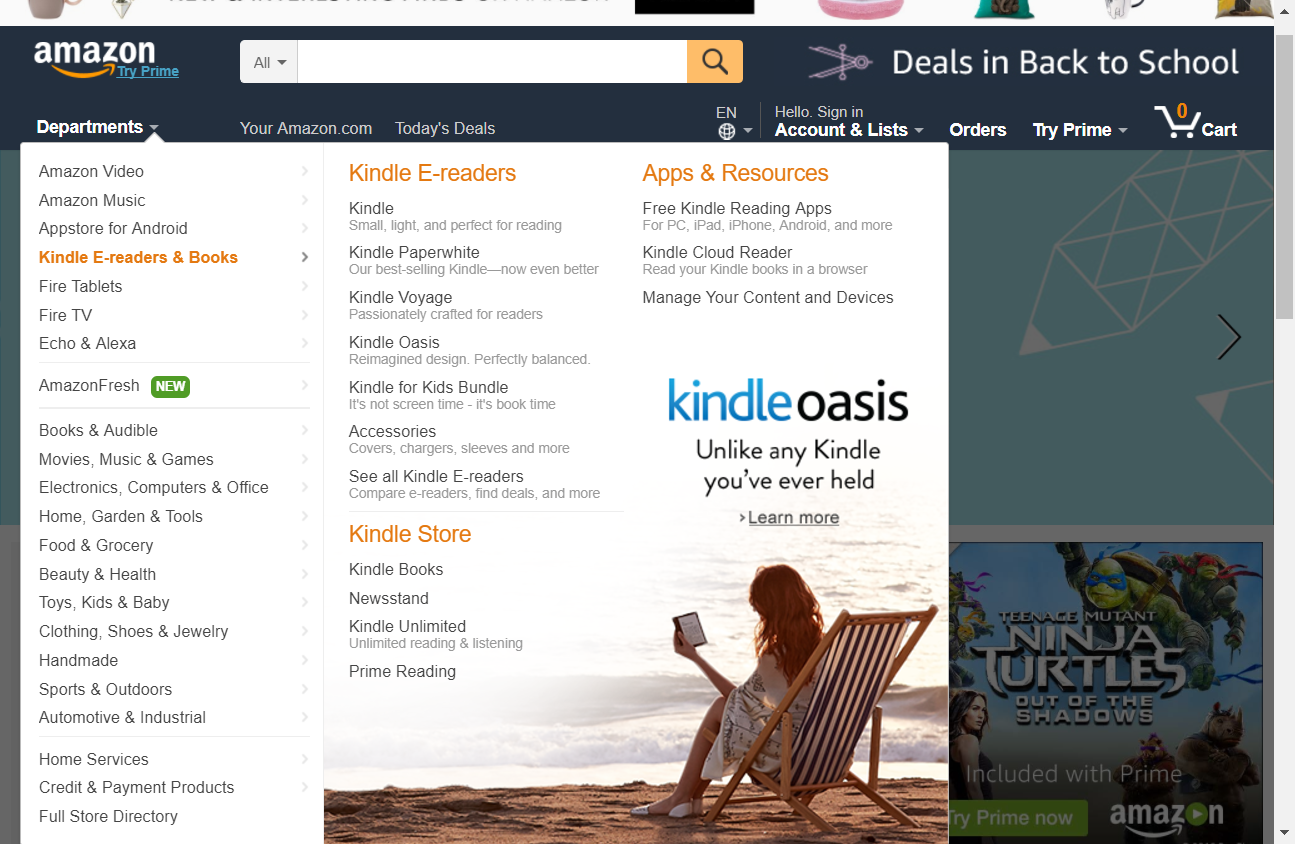 amazon
Try Prime
All
Deals in Back to School
Departments
Your Amazon.com
Today's Deals
EN
Hello. Sign in
Account & Lists
Orders
Try Prime
0
Cart
Amazon Video
Amazon Music
Appstore for Android
Kindle E-readers & Books
Fire Tablets
Fire TV
Echo & Alexa
AmazonFresh NEW
Books & Audible
Movies, Music & Games
Electronics, Computers & Office
Home, Garden & Tools
Food & Grocery
Beauty & Health
Toys, Kids & Baby
Clothing, Shoes & Jewelry
Handmade
Sports & Outdoors
Automotive & Industrial
Home Services
Credit & Payment Products
Full Store Directory
Kindle E-readers
Kindle
Small, light, and perfect for reading
Kindle Paperwhite
Our best-selling Kindle—now even better
Kindle Voyage
Passionately crafted for readers
Kindle Oasis
Reimagined design. Perfectly balanced.
Kindle for Kids Bundle
It's not screen time - it's book time
Accessories
Covers, chargers, sleeves and more
See all Kindle E-readers
Compare e-readers, find deals, and more
Kindle Store
Kindle Books
Newsstand
Kindle Unlimited
Unlimited reading & listening
Prime Reading
Apps & Resources
Free Kindle Reading Apps
For PC, iPad, iPhone, Android, and more
Kindle Cloud Reader
Read your Kindle books in a browser
Manage Your Content and Devices
kindle oasis
Unlike any Kindle
you've ever held
›Learn more
TEENAGE MUTANT
NINJA
TURTLES
OUT OF THE
SHADOWS
Included with Prime
Try Prime now
amazon